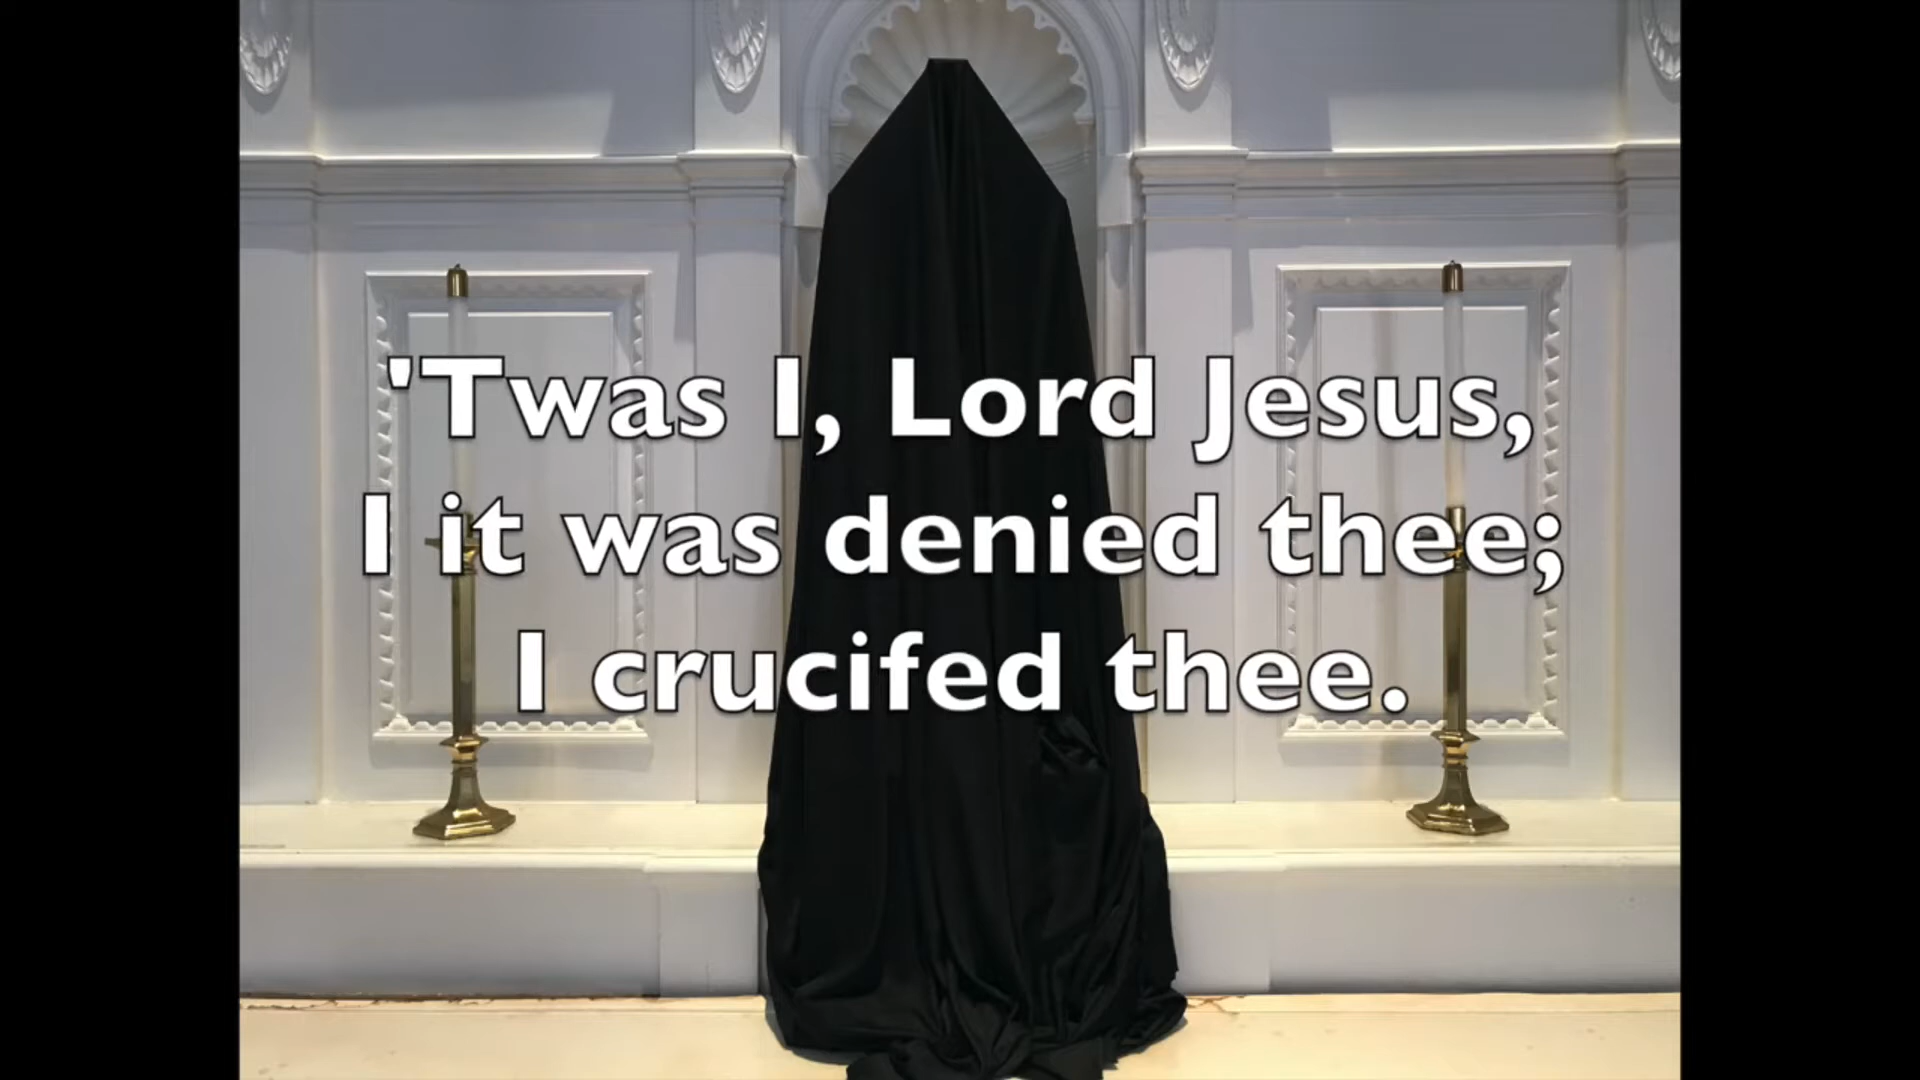 'Twas I, Lord Jesus,
I it was denied thee;
I crucifed thee.